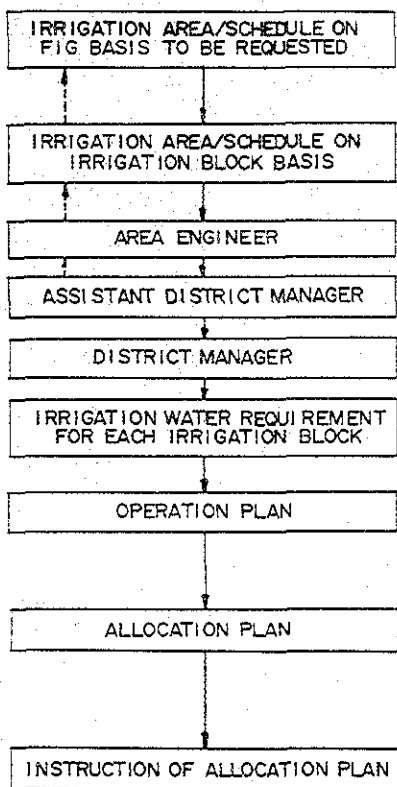 IRRIGATION AREA/SCHEDULE ON
FIG BASIS TO BE REQUESTED
IRRIGATION AREA/SCHEDULE ON
IRRIGATION BLOCK BASIS
AREA ENGINEER
ASSISTANT DISTRICT MANAGER
DISTRICT MANAGER
IRRIGATION WATER REQUIREMENT
FOR EACH IRRIGATION BLOCK
OPERATION PLAN
ALLOCATION PLAN
INSTRUCTION OF ALLOCATION PLAN